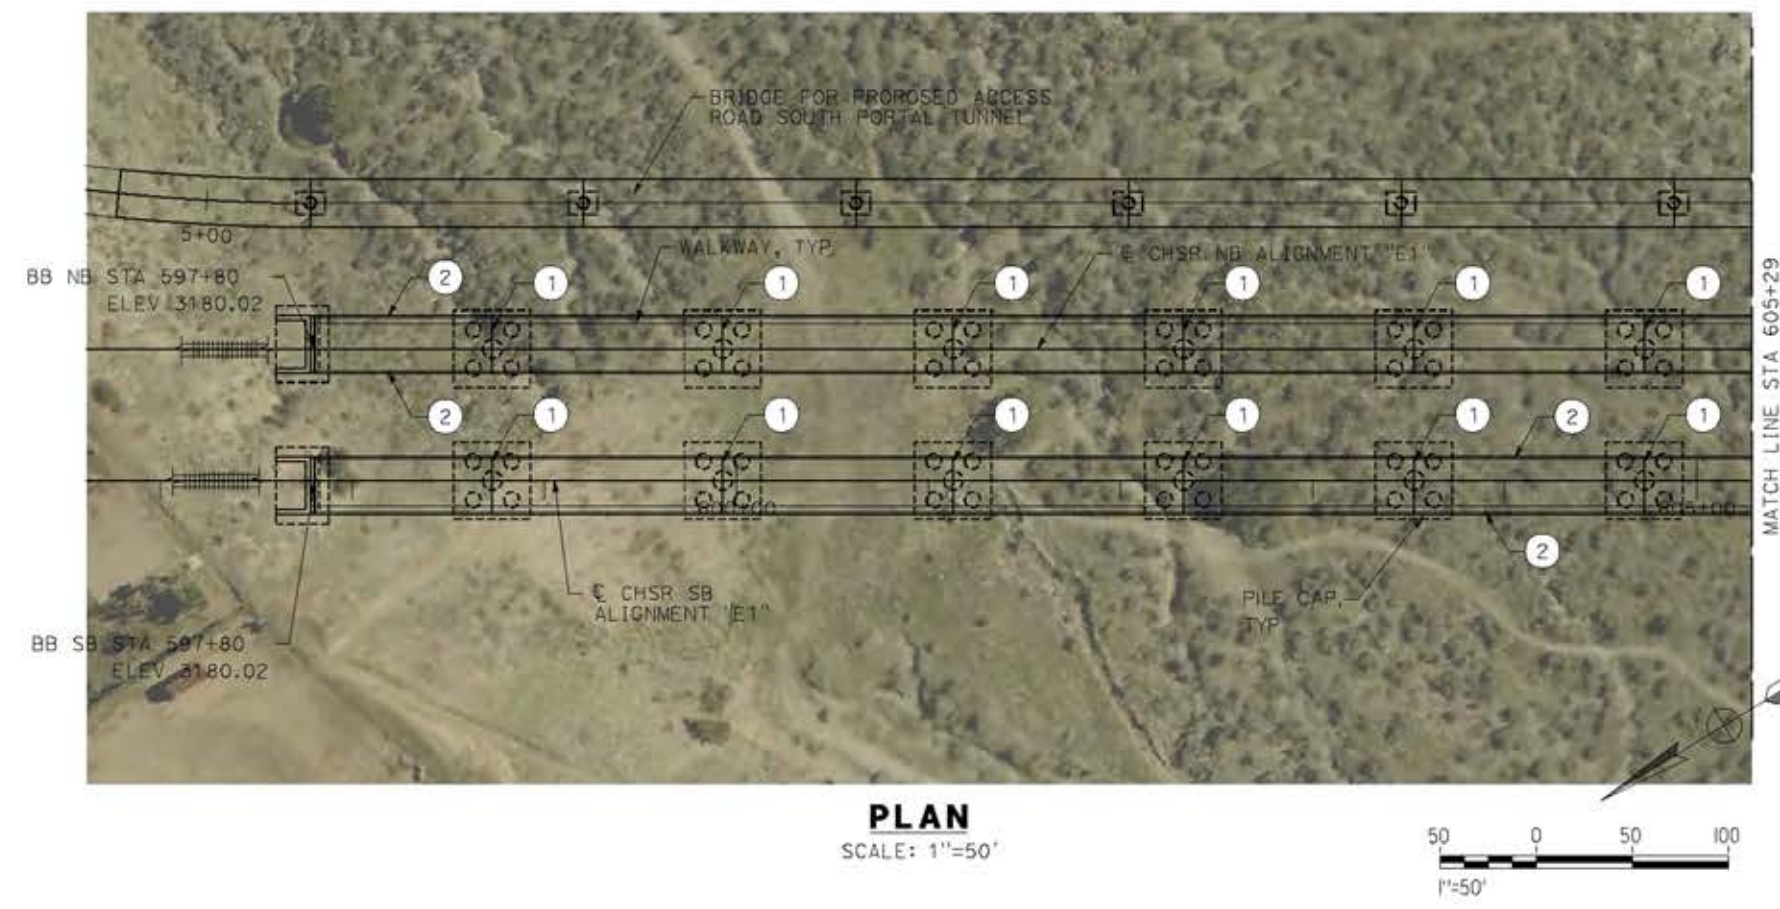 BRIDGE FOR PROPOSED ACCESS
ROAD SOUTH PORTAL TUNNEL
5+00
WALKWAY, TYP
℄ CHSR NB ALIGNMENT "E1"
BB NB STA 597+80
ELEV 3180.02
2
1
1
1
1
1
1
MATCH LINE STA 605+29
2
1
1
1
1
1
2
1
605+00
2
℄ CHSR SB
ALIGNMENT "E1"
PILE CAP,
TYP
BB SB STA 597+80
ELEV 3180.02
PLAN
SCALE: 1"=50'
50 0 50 100
1"=50'